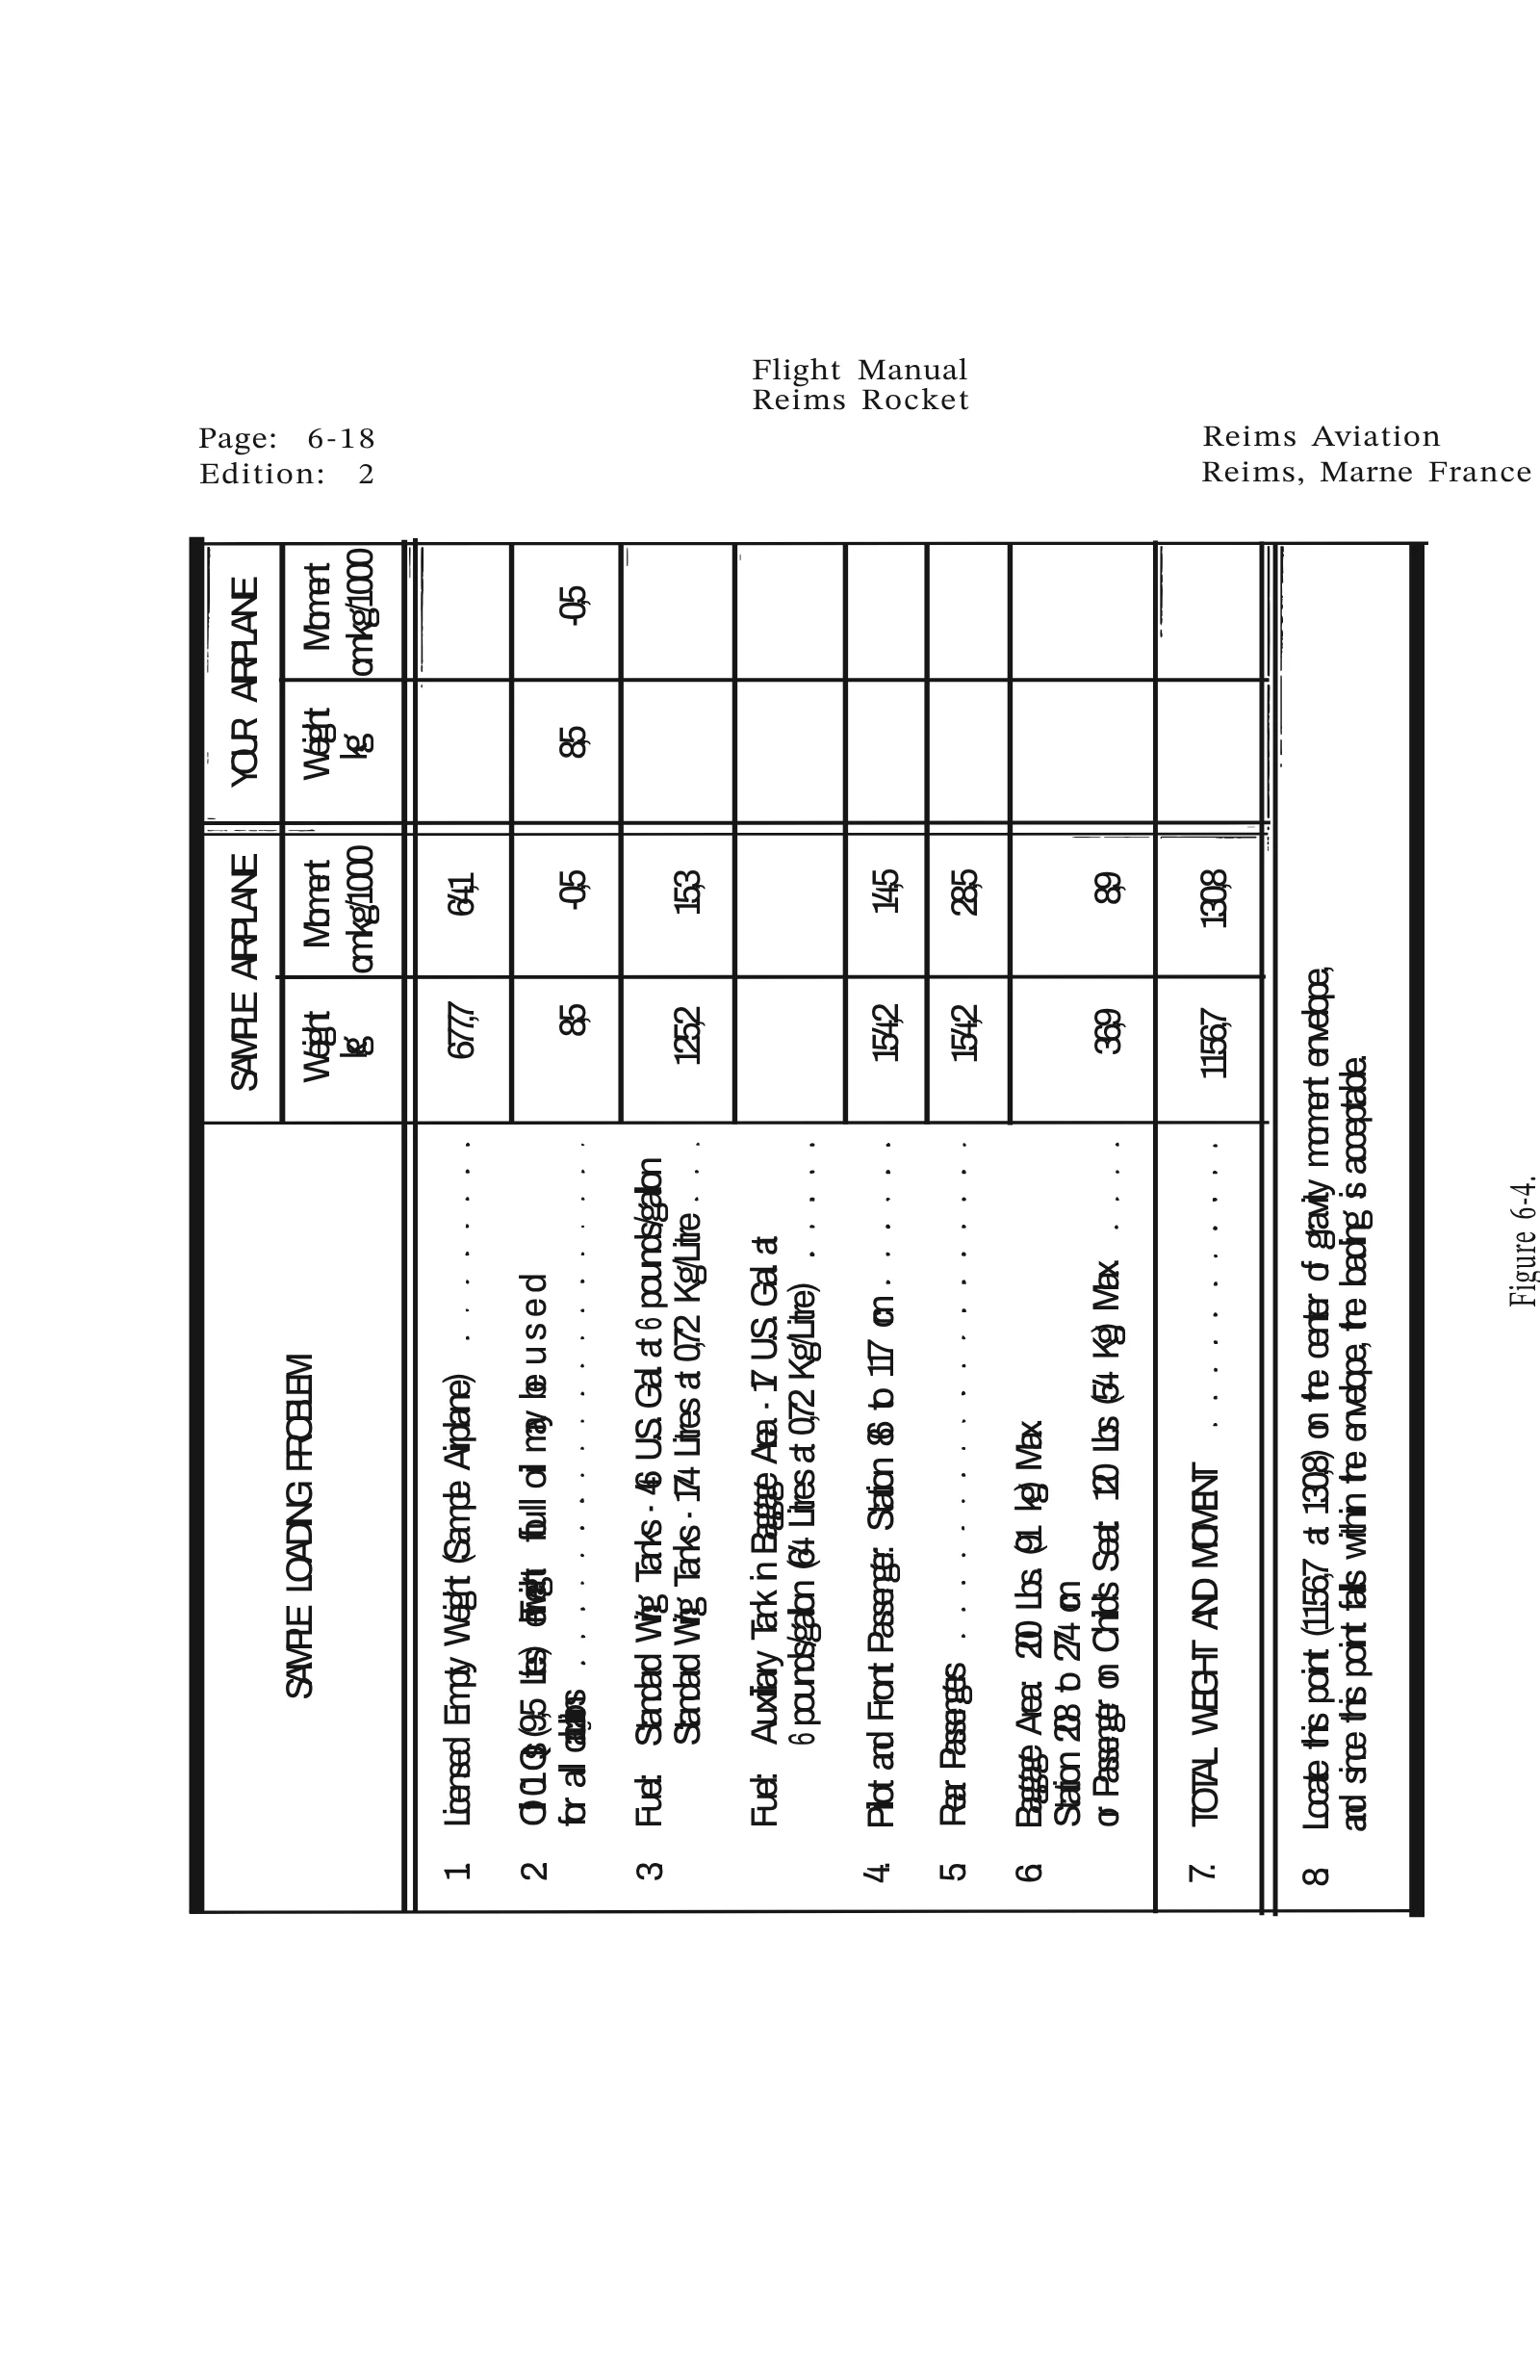 Flight Manual
Reims Rocket
Page: 6-18
Edition: 2
Reims Aviation
Reims, Marne France
SAMPLE LOADING PROBLEM
SAMPLE AIRPLANE
YOUR AIRPLANE
Weight kg
Moment cmkg/1000
Weight kg
Moment cmkg/1000
1. Licensed Empty Weight (Sample Airplane) . . . . . . . . 677,7 64,1
2. Oil (10 Qts (9,5 Litres) Full oil may be used
for all calculations . . . . . . . . . . . . . . . . . . . . 8,5 -0,5 8,5 -0,5
3. Fuel: Standard Wing Tanks - 46 U.S. Gal. at 6 pounds/gallon
Standard Wing Tanks - 174 Litres at 0,72 Kg/Litre . . . 125,2 15,3
Fuel: Auxiliary Tank in Baggage Area - 17 U.S. Gal. at
6 pounds/gallon (64 Litres at 0,72 Kg/Litre) . . . . .
4. Pilot and Front Passenger: Station 86 to 117 cm . . . . . . 154,2 14,5
5. Rear Passengers . . . . . . . . . . . . . . . . . . . 154,2 28,5
6. Baggage Area: 200 Lbs. (91 kg) Max.
Station 228 to 274 cm
or Passenger on Child's Seat: 120 Lbs (54 Kg) Max. . . . . 36,9 8,9
7. TOTAL WEIGHT AND MOMENT . . . . . . . . . . . 1156,7 130,8
8. Locate this point (1156,7 at 130,8) on the center of gravity moment envelope,
and since this point falls within the envelope, the loading is acceptable.
Figure 6-4.